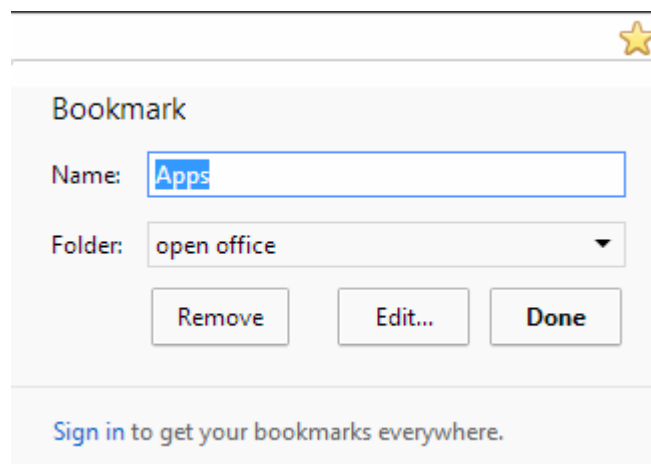 Bookmark
Name: Apps
Folder: open office
Remove Edit... Done
Sign in to get your bookmarks everywhere.